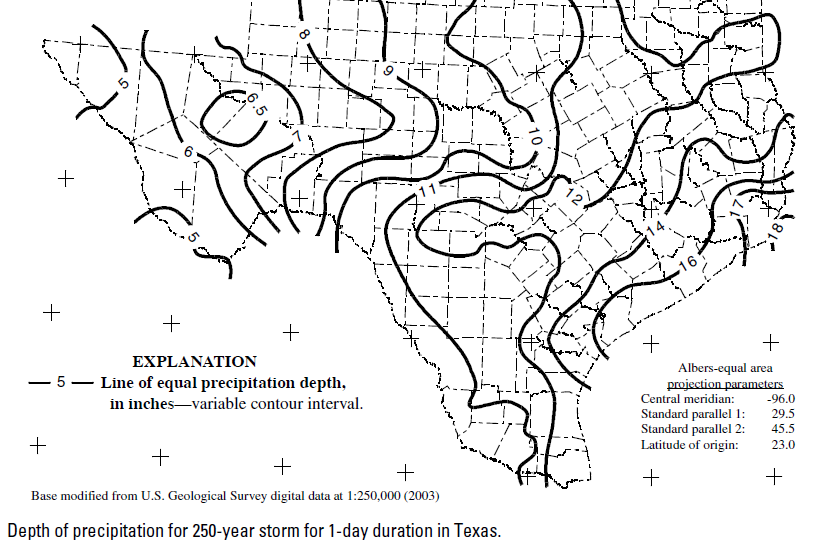 8
9
5
6.5
7
10
6
11
12
17
14
18
5
16
EXPLANATION
5 Line of equal precipitation depth,
in inches—variable contour interval.
Albers-equal area
projection parameters
Central meridian: -96.0
Standard parallel 1: 29.5
Standard parallel 2: 45.5
Latitude of origin: 23.0
Base modified from U.S. Geological Survey digital data at 1:250,000 (2003)
Depth of precipitation for 250-year storm for 1-day duration in Texas.